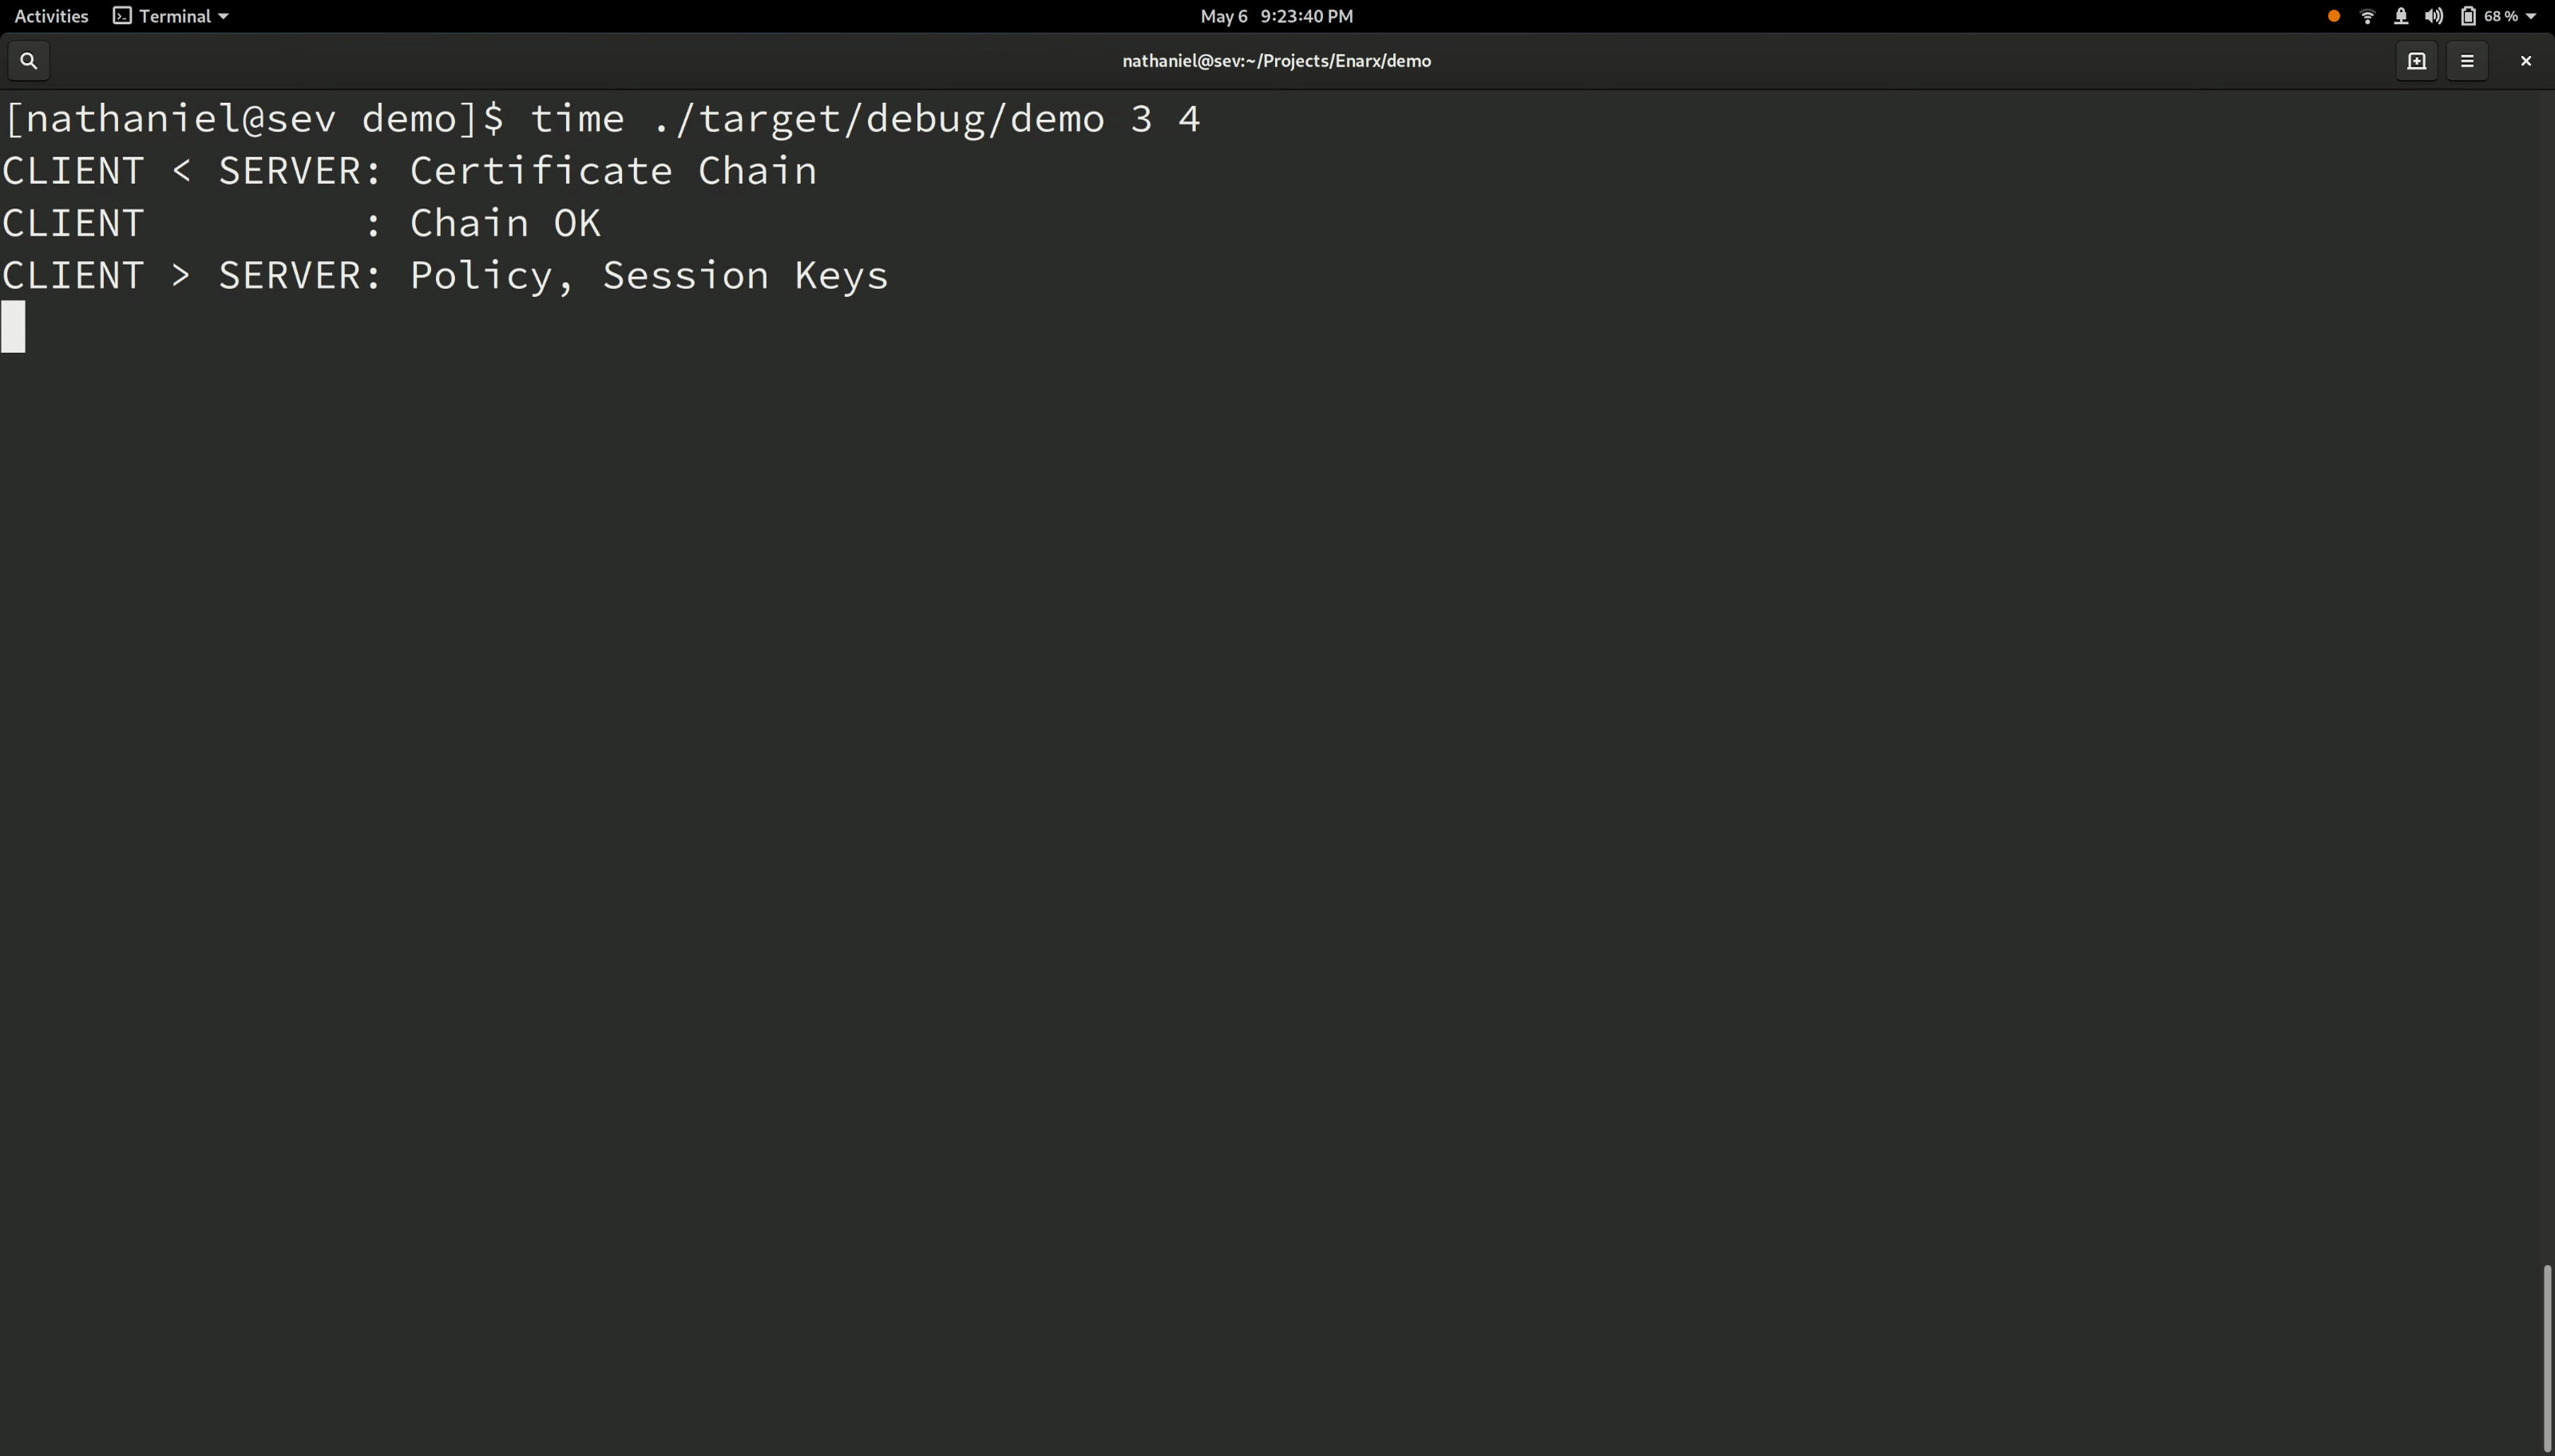 Activities Terminal May 6 9:23:40 PM 68 %
nathaniel@sev:~/Projects/Enarx/demo
[nathaniel@sev demo]$ time ./target/debug/demo 3 4
CLIENT < SERVER: Certificate Chain
CLIENT         : Chain OK
CLIENT > SERVER: Policy, Session Keys